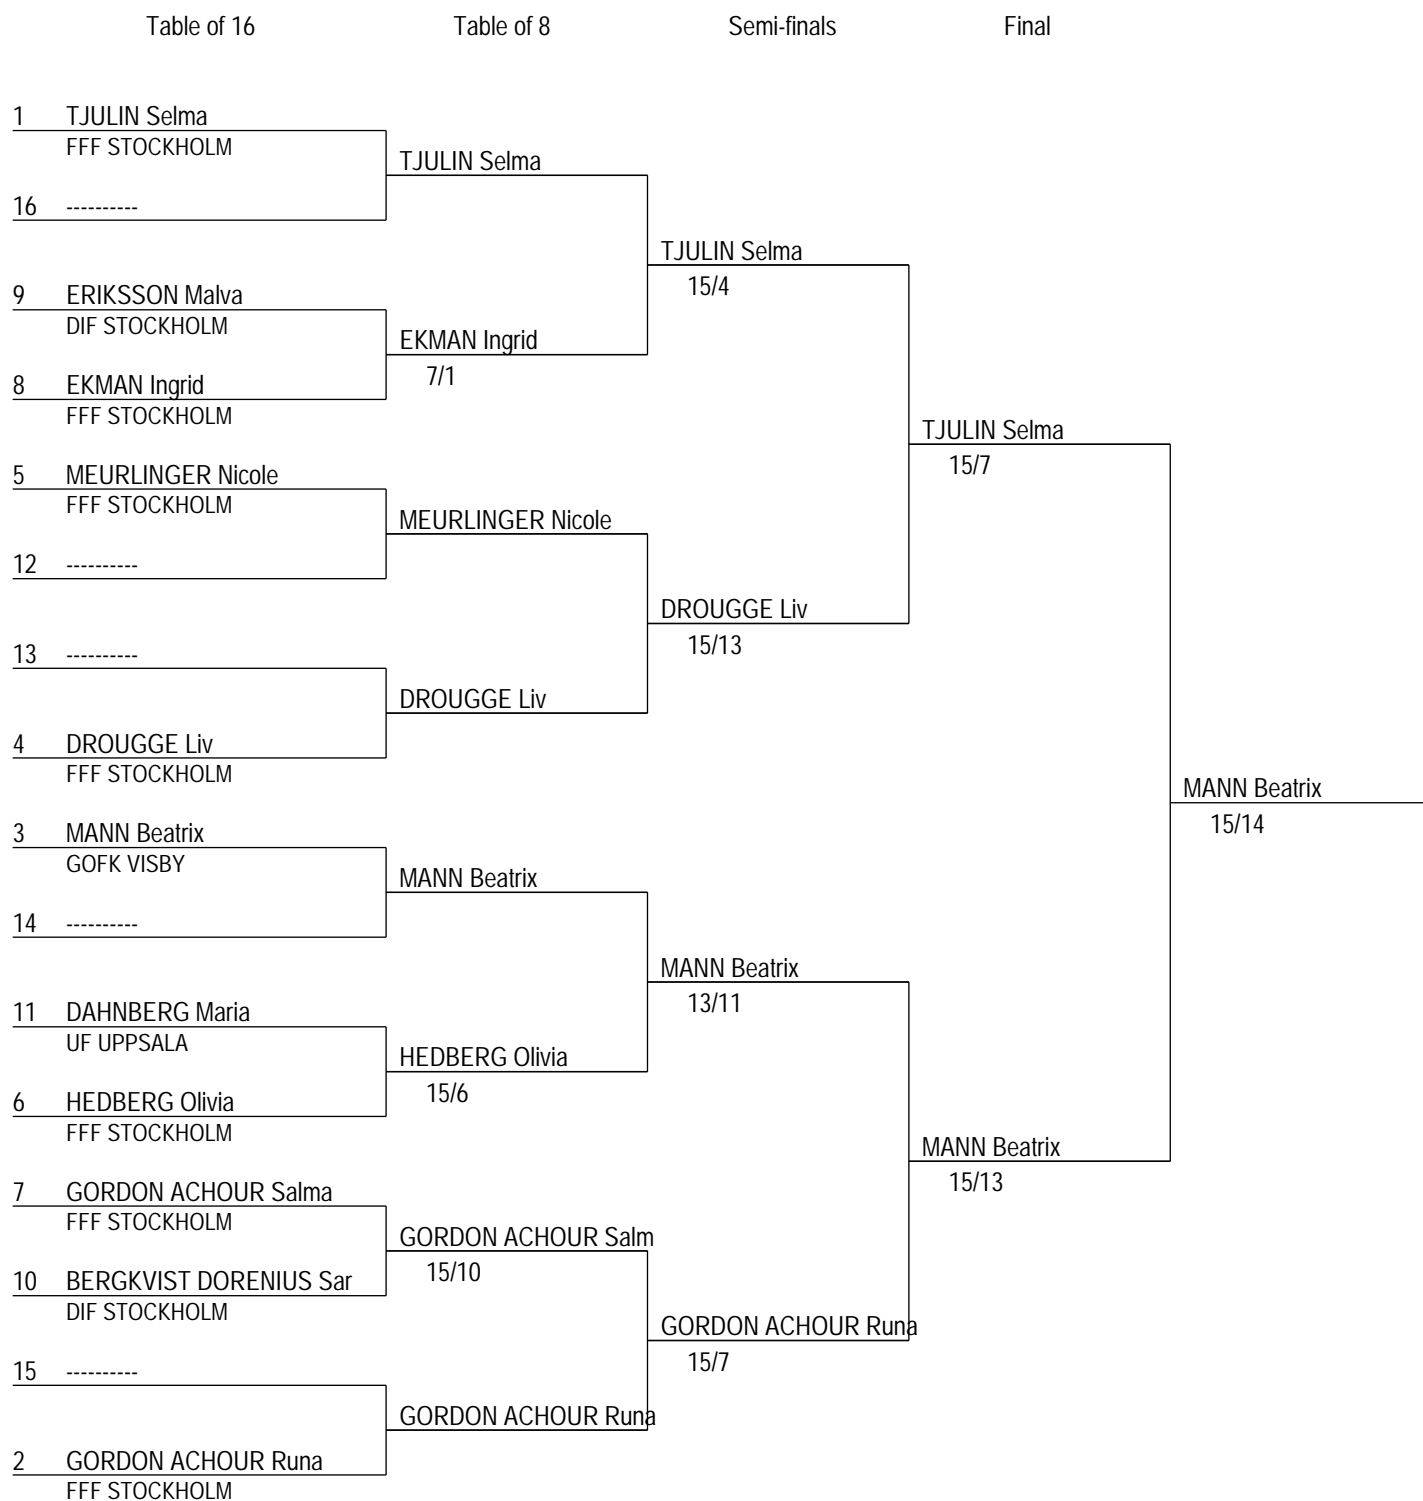 Table of 16 Table of 8 Semi-finals Final
1 TJULIN Selma
FFF STOCKHOLM
TJULIN Selma
16 ----------
TJULIN Selma
15/4
9 ERIKSSON Malva
DIF STOCKHOLM
EKMAN Ingrid
7/1
8 EKMAN Ingrid
FFF STOCKHOLM
TJULIN Selma
15/7
5 MEURLINGER Nicole
FFF STOCKHOLM
MEURLINGER Nicole
12 ----------
DROUGGE Liv
15/13
13 ----------
DROUGGE Liv
4 DROUGGE Liv
FFF STOCKHOLM
MANN Beatrix
15/14
3 MANN Beatrix
GOFK VISBY
MANN Beatrix
14 ----------
MANN Beatrix
13/11
11 DAHNBERG Maria
UF UPPSALA
HEDBERG Olivia
15/6
6 HEDBERG Olivia
FFF STOCKHOLM
MANN Beatrix
15/13
7 GORDON ACHOUR Salma
FFF STOCKHOLM
GORDON ACHOUR Salm
15/10
10 BERGKVIST DORENIUS Sar
DIF STOCKHOLM
GORDON ACHOUR Runa
15/7
15 ----------
GORDON ACHOUR Runa
2 GORDON ACHOUR Runa
FFF STOCKHOLM